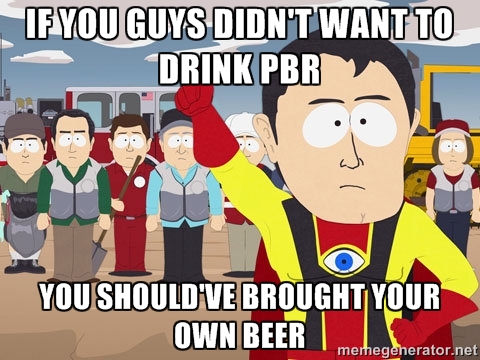 IF YOU GUYS DIDN'T WANT TO
DRINK PBR
YOU SHOULD'VE BROUGHT YOUR
OWN BEER
memegenerator.net